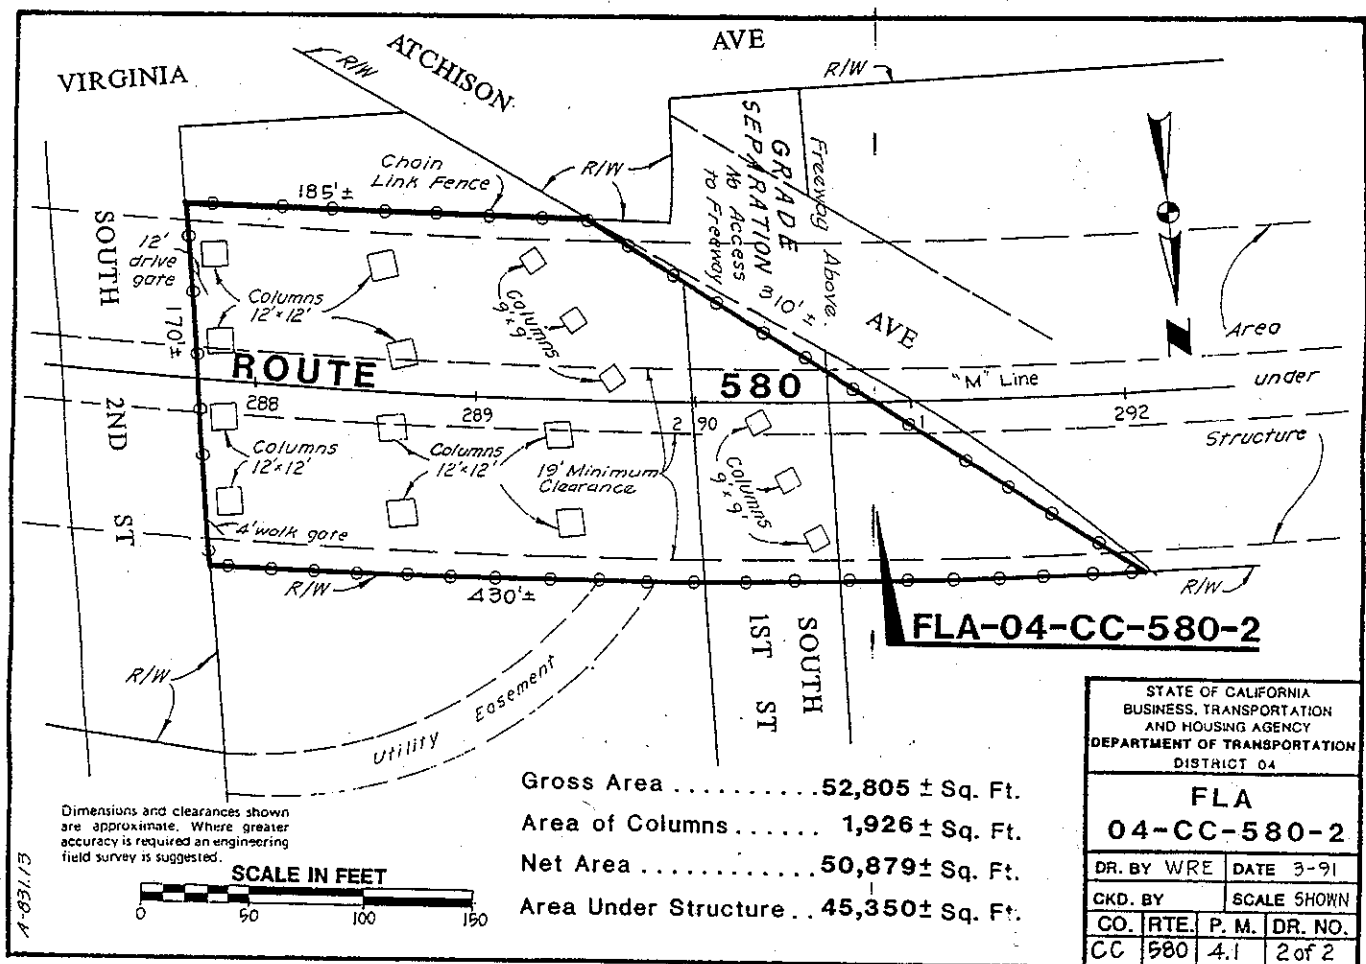 VIRGINIA
ATCHISON
AVE
R/W
R/W
Chain
Link Fence
R/W
185'±
GRADE
SEPARATION
No Access
to Freeway
Freeway Above.
310'±
AVE
SOUTH
2ND
ST
12'
drive
gate
170'±
Columns
12'×12'
Columns
9'×9'
Area
under
Structure
ROUTE
580
"M" Line
288
289
290
1
292
Columns
12'×12'
Columns
12'×12'
19' Minimum
Clearance
Columns
9'×9'
4' walk gate
R/W
430'±
R/W
R/W
Utility Easement
SOUTH
1ST ST
FLA-04-CC-580-2
Gross Area .......... 52,805 ± Sq. Ft.
Area of Columns ...... 1,926 ± Sq. Ft.
Net Area ............ 50,879± Sq. Ft.
Area Under Structure .. 45,350± Sq. Ft.
Dimensions and clearances shown
are approximate. Where greater
accuracy is required an engineering
field survey is suggested.
SCALE IN FEET
0 50 100 150
A-831.13
STATE OF CALIFORNIA
BUSINESS, TRANSPORTATION
AND HOUSING AGENCY
DEPARTMENT OF TRANSPORTATION
DISTRICT 04
FLA
04-CC-580-2
DR. BY WRE DATE 3-91
CKD. BY SCALE SHOWN
CO. RTE. P. M. DR. NO.
CC 580 4.1 2 of 2